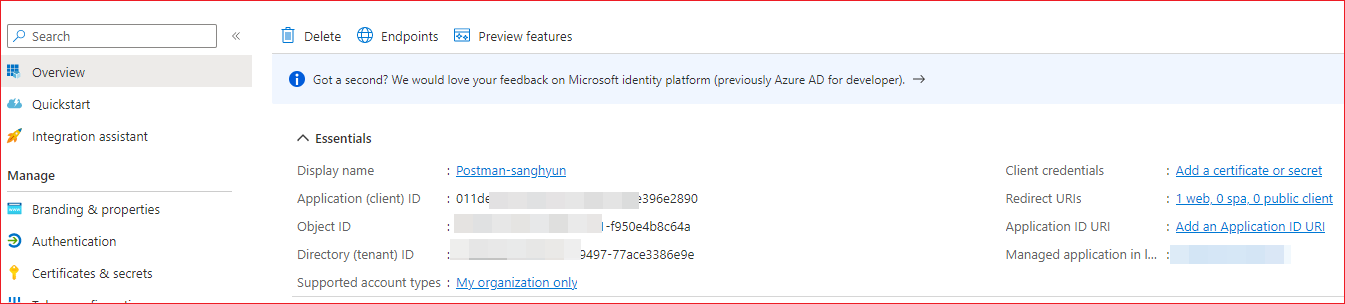 Search «
Delete Endpoints Preview features
Overview
Got a second? We would love your feedback on Microsoft identity platform (previously Azure AD for developer). →
Quickstart
Integration assistant
Essentials
Manage
Display name : Postman-sanghyun
Client credentials : Add a certificate or secret
Application (client) ID : 011de e396e2890
Redirect URIs : 1 web, 0 spa, 0 public client
Branding & properties
Object ID : -f950e4b8c64a
Application ID URI : Add an Application ID URI
Authentication
Directory (tenant) ID : 9497-77ace3386e9e
Managed application in l... :
Certificates & secrets
Supported account types : My organization only